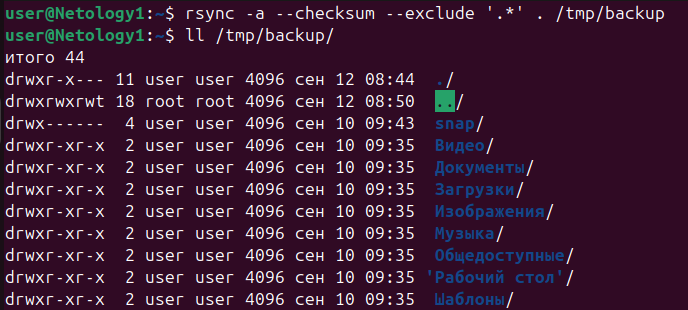 user@Netology1:~$ rsync -a --checksum --exclude '.*' . /tmp/backup
user@Netology1:~$ ll /tmp/backup/
итого 44
drwxr-x--- 11 user user 4096 сен 12 08:44 ./
drwxrwxrwt 18 root root 4096 сен 12 08:50 ../
drwx------ 4 user user 4096 сен 10 09:43 snap/
drwxr-xr-x 2 user user 4096 сен 10 09:35 Видео/
drwxr-xr-x 2 user user 4096 сен 10 09:35 Документы/
drwxr-xr-x 2 user user 4096 сен 10 09:35 Загрузки/
drwxr-xr-x 2 user user 4096 сен 10 09:35 Изображения/
drwxr-xr-x 2 user user 4096 сен 10 09:35 Музыка/
drwxr-xr-x 2 user user 4096 сен 10 09:35 Общедоступные/
drwxr-xr-x 2 user user 4096 сен 10 09:35 'Рабочий стол'/
drwxr-xr-x 2 user user 4096 сен 10 09:35 Шаблоны/